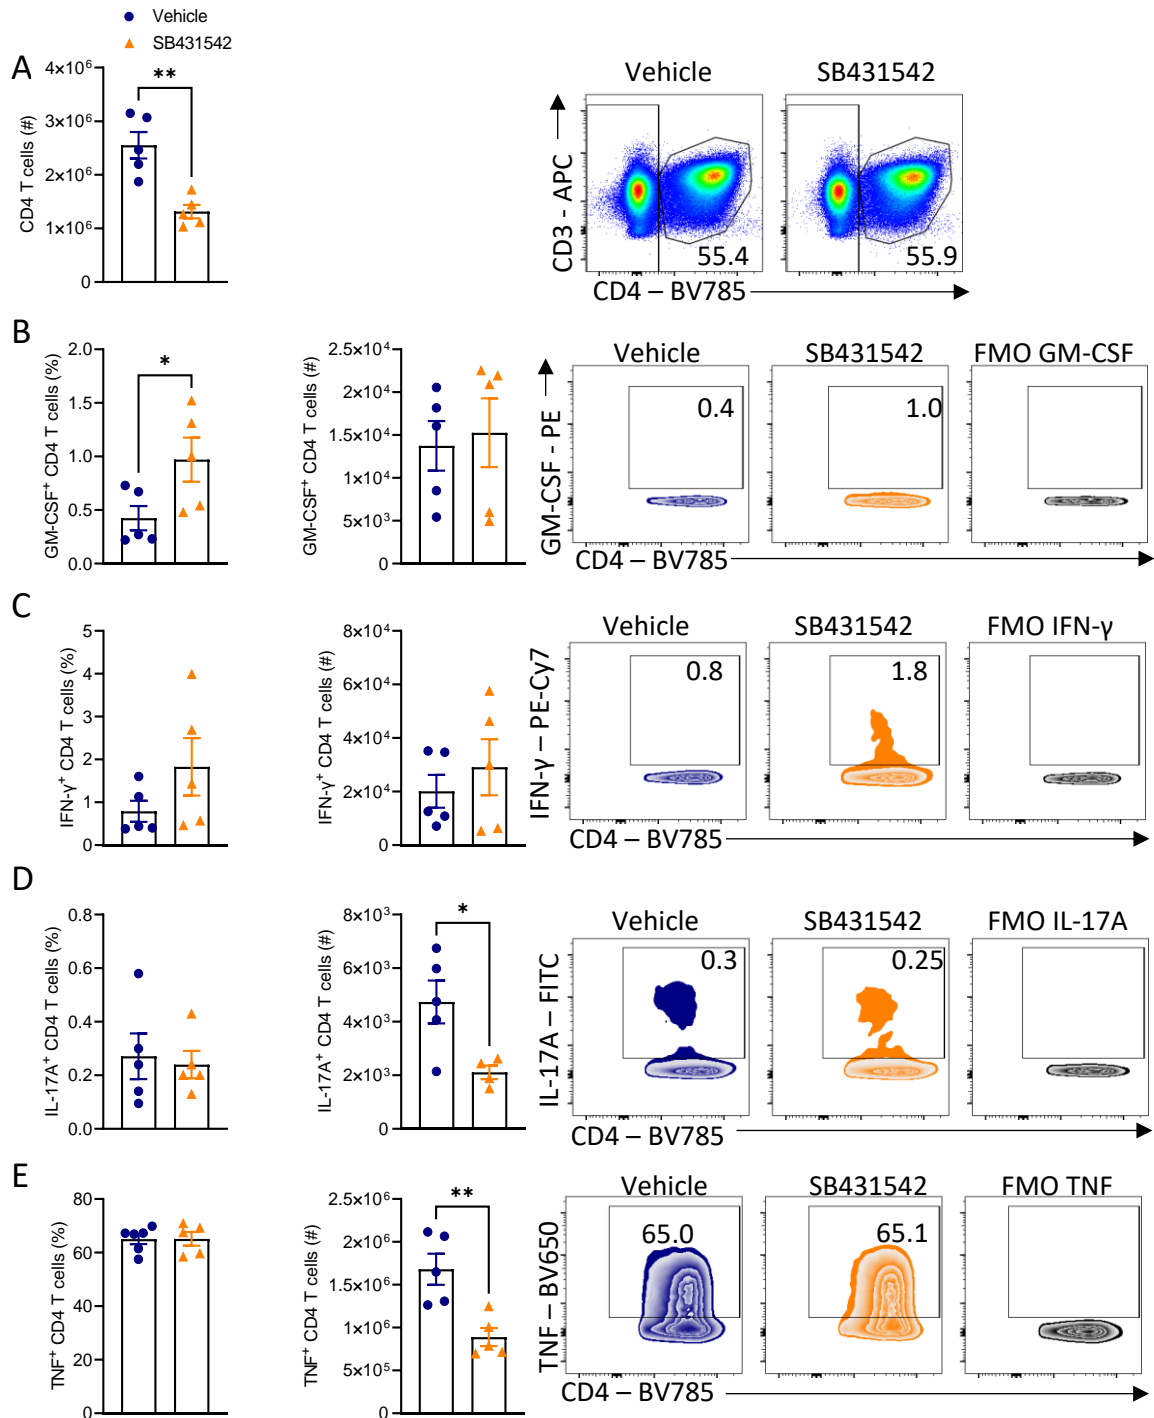 Vehicle
SB431542
A
4×10⁶
3×10⁶
2×10⁶
1×10⁶
0
CD4 T cells (#)
**
Vehicle
SB431542
CD3 - APC
55.4
55.9
CD4 – BV785
B
2.0
1.5
1.0
0.5
0.0
GM-CSF⁺ CD4 T cells (%)
*
2.5×10⁴
2×10⁴
1.5×10⁴
1×10⁴
5×10³
0
GM-CSF⁺ CD4 T cells (#)
Vehicle
SB431542
FMO GM-CSF
GM-CSF - PE
0.4
1.0
CD4 – BV785
C
5
4
3
2
1
0
IFN-γ⁺ CD4 T cells (%)
8×10⁴
6×10⁴
4×10⁴
2×10⁴
0
IFN-γ⁺ CD4 T cells (#)
Vehicle
SB431542
FMO IFN-γ
IFN-γ – PE-Cy7
0.8
1.8
CD4 – BV785
D
0.8
0.6
0.4
0.2
0.0
IL-17A⁺ CD4 T cells (%)
8×10³
6×10³
4×10³
2×10³
0
IL-17A⁺ CD4 T cells (#)
*
Vehicle
SB431542
FMO IL-17A
IL-17A – FITC
0.3
0.25
CD4 – BV785
E
80
60
40
20
0
TNF⁺ CD4 T cells (%)
2.5×10⁶
2×10⁶
1.5×10⁶
1×10⁶
5×10⁵
0
TNF⁺ CD4 T cells (#)
**
Vehicle
SB431542
FMO TNF
TNF – BV650
65.0
65.1
CD4 – BV785